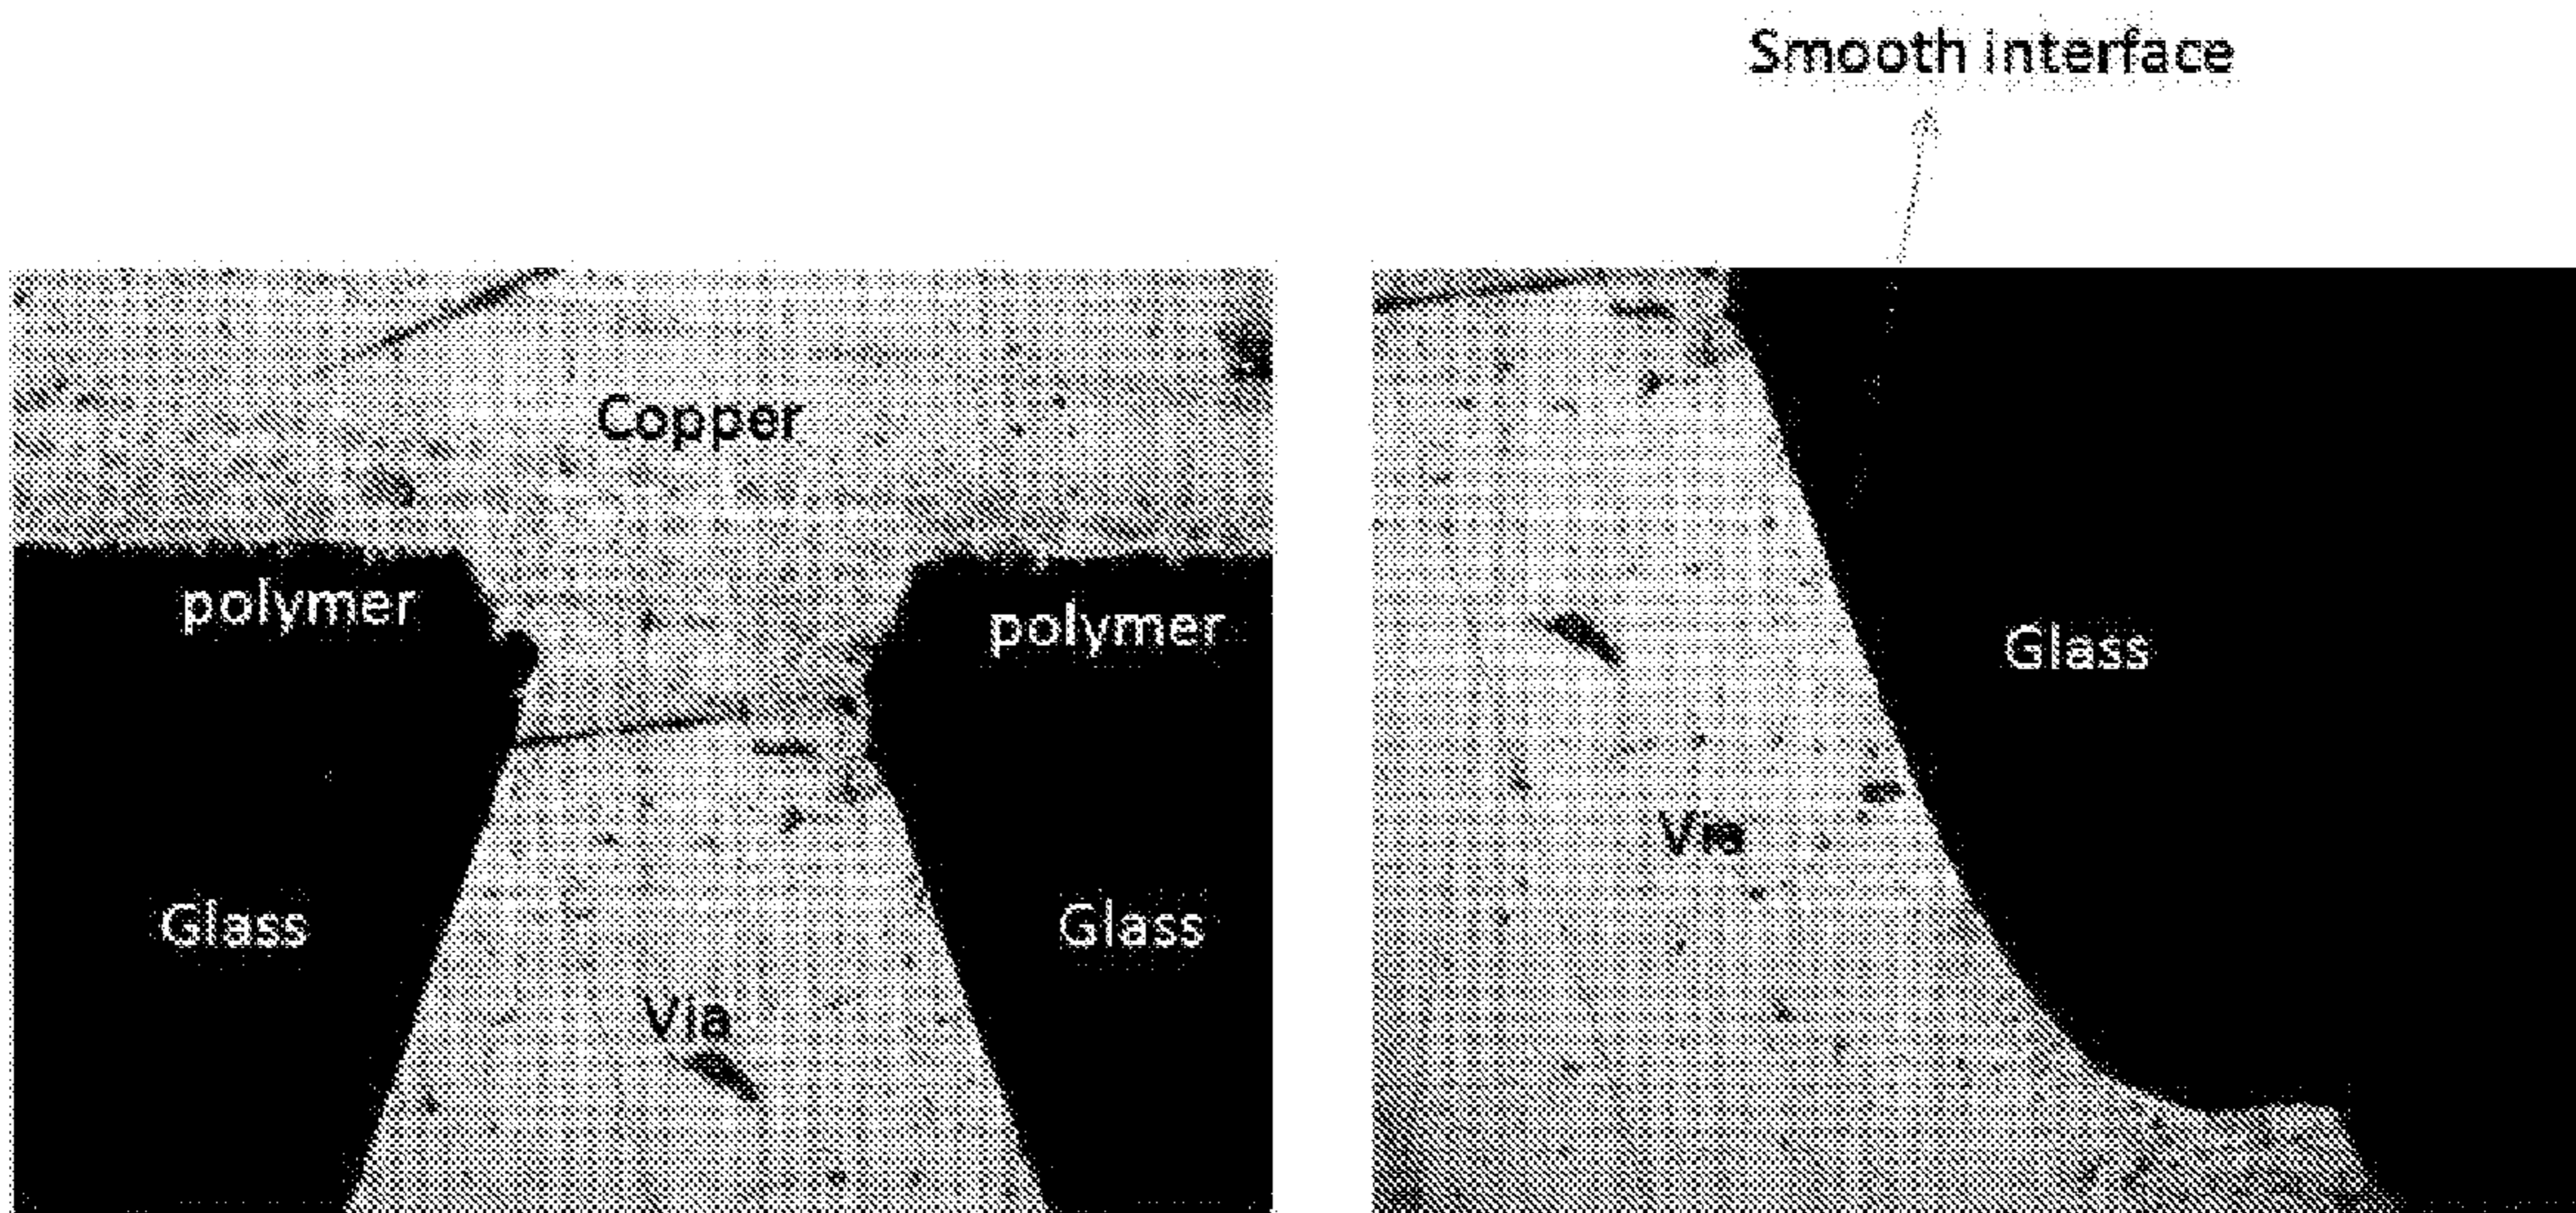 Smooth interface
Copper
polymer
polymer
Glass
Glass
Via
Glass
Via